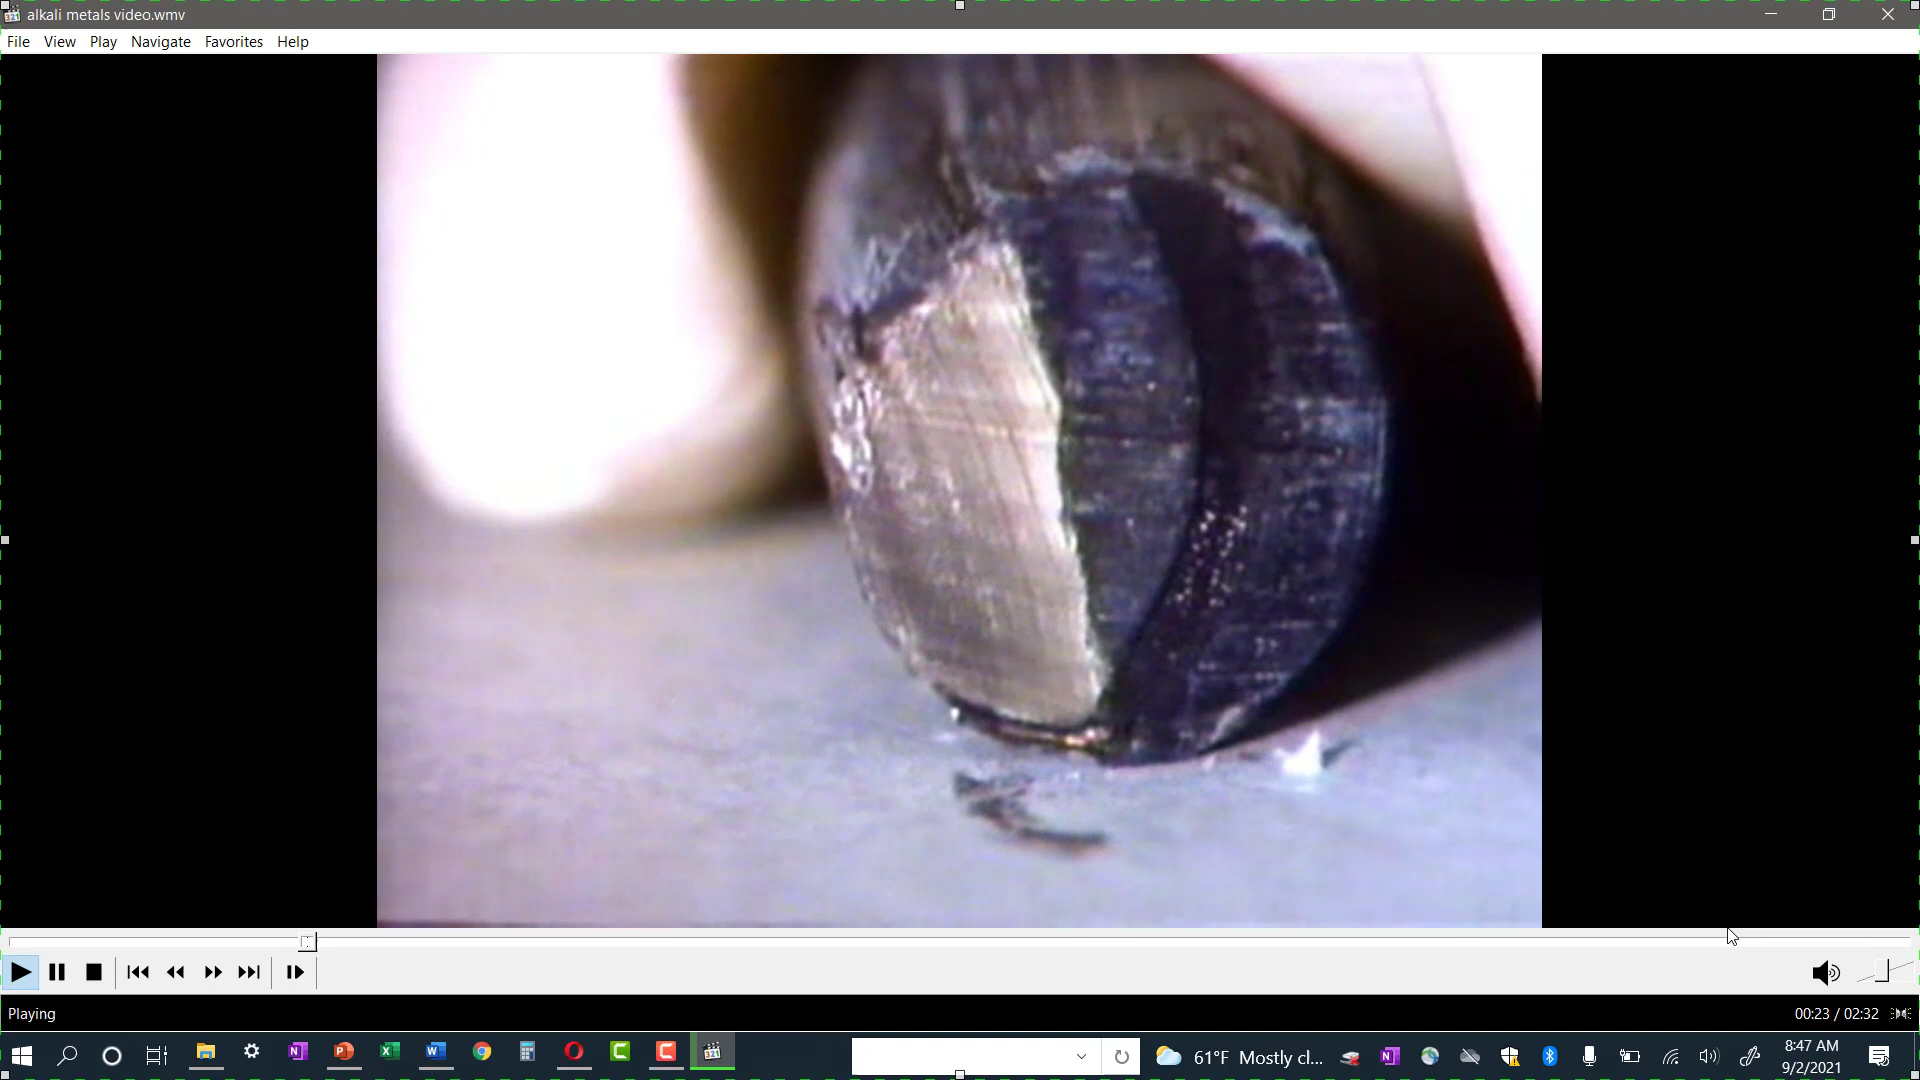 alkali metals video.wmv
File View Play Navigate Favorites Help
Playing
00:23 / 02:32
61°F Mostly cl...
8:47 AM
9/2/2021